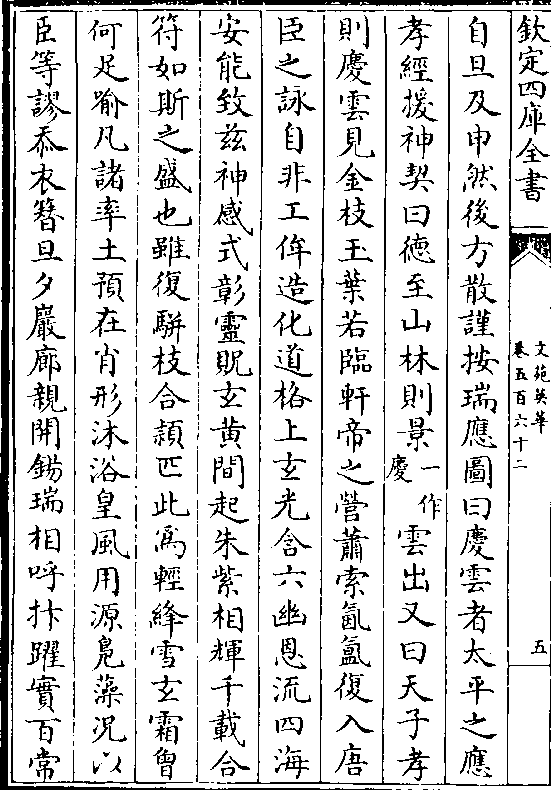 欽定四庫全書
文苑英華
卷五百六十二
五
自旦及申然後方散謹按瑞應圖曰慶雲者太平之應
孝經援神契曰徳至山林則景一作慶雲出又曰天子孝
則慶雲見金枝玉葉若臨軒帝之營蕭索氤氲復入唐
臣之詠自非工侔造化道格上玄光含六幽恩流四海
安能致兹神感式彰靈貺玄黄間起朱紫相輝千載合
符如斯之盛也雖復駢枝合頴匹此為輕絳雪玄霜曾
何足喻凡諸率土預在肖形沐浴皇風用源鳬藻况以
臣等謬忝衣簪旦夕巖廊親開錫瑞相呼抃躍實百常